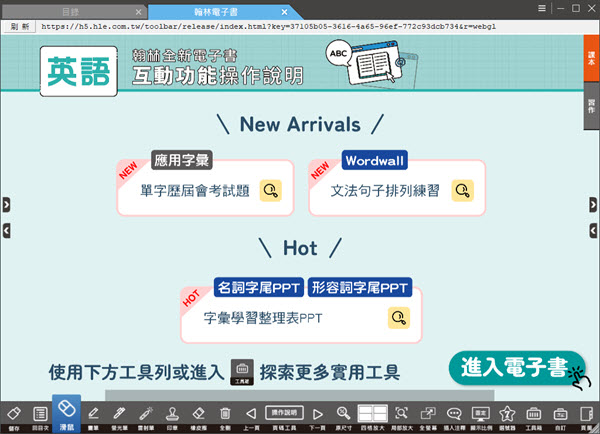 目錄
翰林電子書
刷新 https://h5.hle.com.tw/toolbar/release/index.html?key=37105b05-3616-4a65-96ef-772c93dcb734&r=webgl
英語
翰林全新電子書
互動功能操作說明
ABC
課本
習作
New Arrivals
NEW
應用字彙
單字歷屆會考試題
NEW
Wordwall
文法句子排列練習
Hot
HOT
名詞字尾PPT 形容詞字尾PPT
字彙學習整理表PPT
使用下方工具列或進入 工具箱 探索更多實用工具
進入電子書
操作說明
儲存 回目次 滑鼠 畫筆 螢光筆 雷射筆 印章 橡皮擦 全刪 上一頁 頁碼工具 下一頁 原尺寸 四格放大 局部放大 全螢幕 插入註釋 顯示比例 遮罩器 工具箱 自訂 頁籤